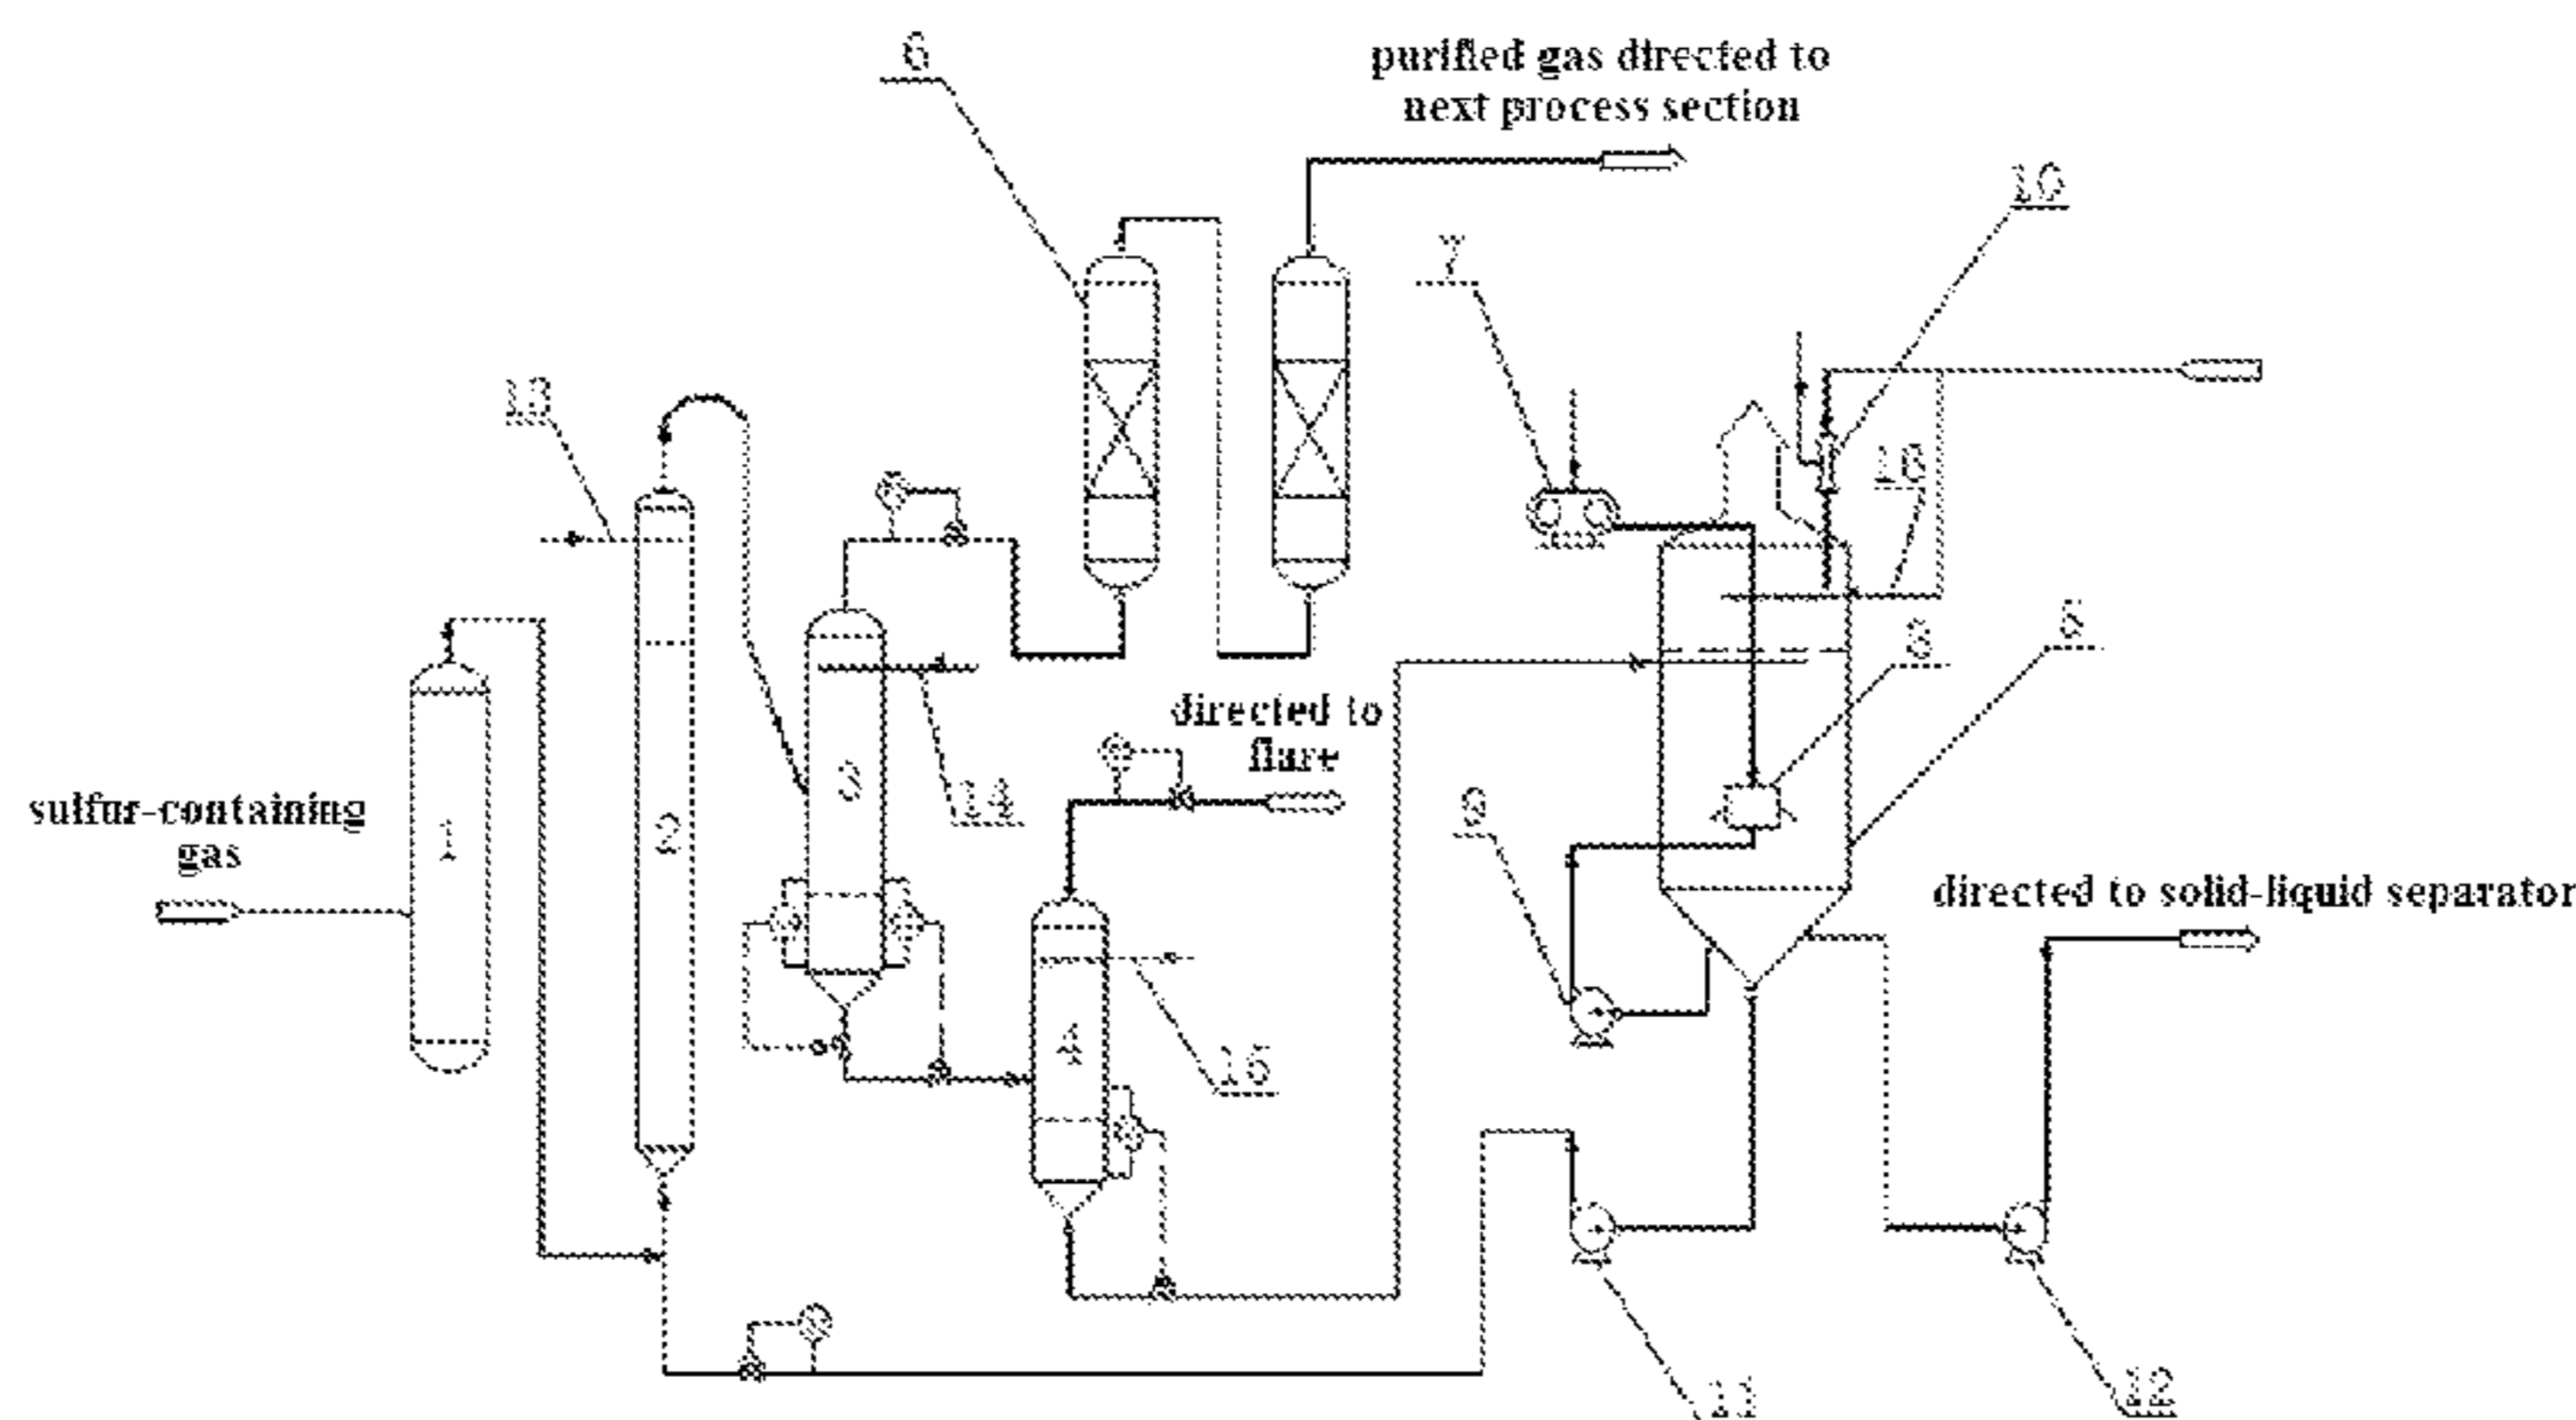 6
purified gas directed to
next process section
10
7
13
16
5
8
directed to
flare
3
14
sulfur-containing
gas
1
2
9
directed to solid-liquid separator
4
15
11
12